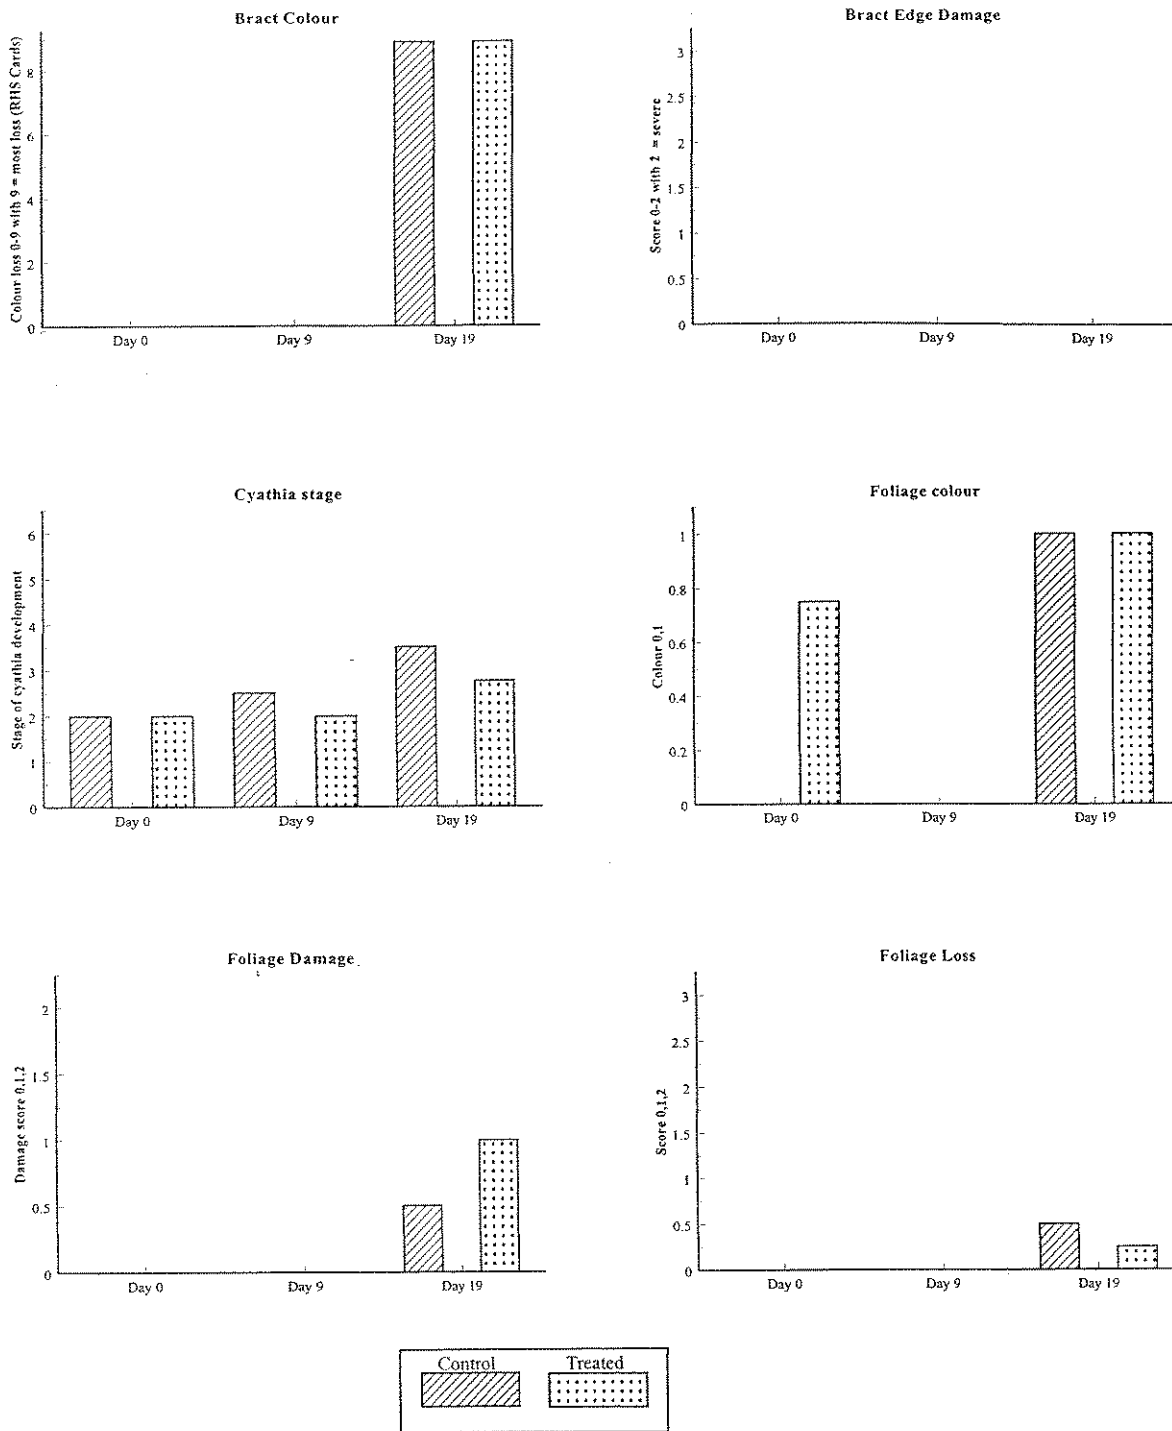 Bract Colour
Colour loss 0-9 with 9 = most loss (RHS Cards)
8
6
4
2
0
Day 0
Day 9
Day 19
Bract Edge Damage
Score 0-2 with 2 = severe
3
2.5
2
1.5
1
0.5
0
Day 0
Day 9
Day 19
Cyathia stage
Stage of cyathia development
6
5
4
3
2
1
0
Day 0
Day 9
Day 19
Foliage colour
Colour 0,1
1
0.8
0.6
0.4
0.2
0
Day 0
Day 9
Day 19
Foliage Damage
Damage score 0,1,2
2
1.5
1
0.5
0
Day 0
Day 9
Day 19
Foliage Loss
Score 0,1,2
3
2.5
2
1.5
1
0.5
0
Day 0
Day 9
Day 19
Control
Treated